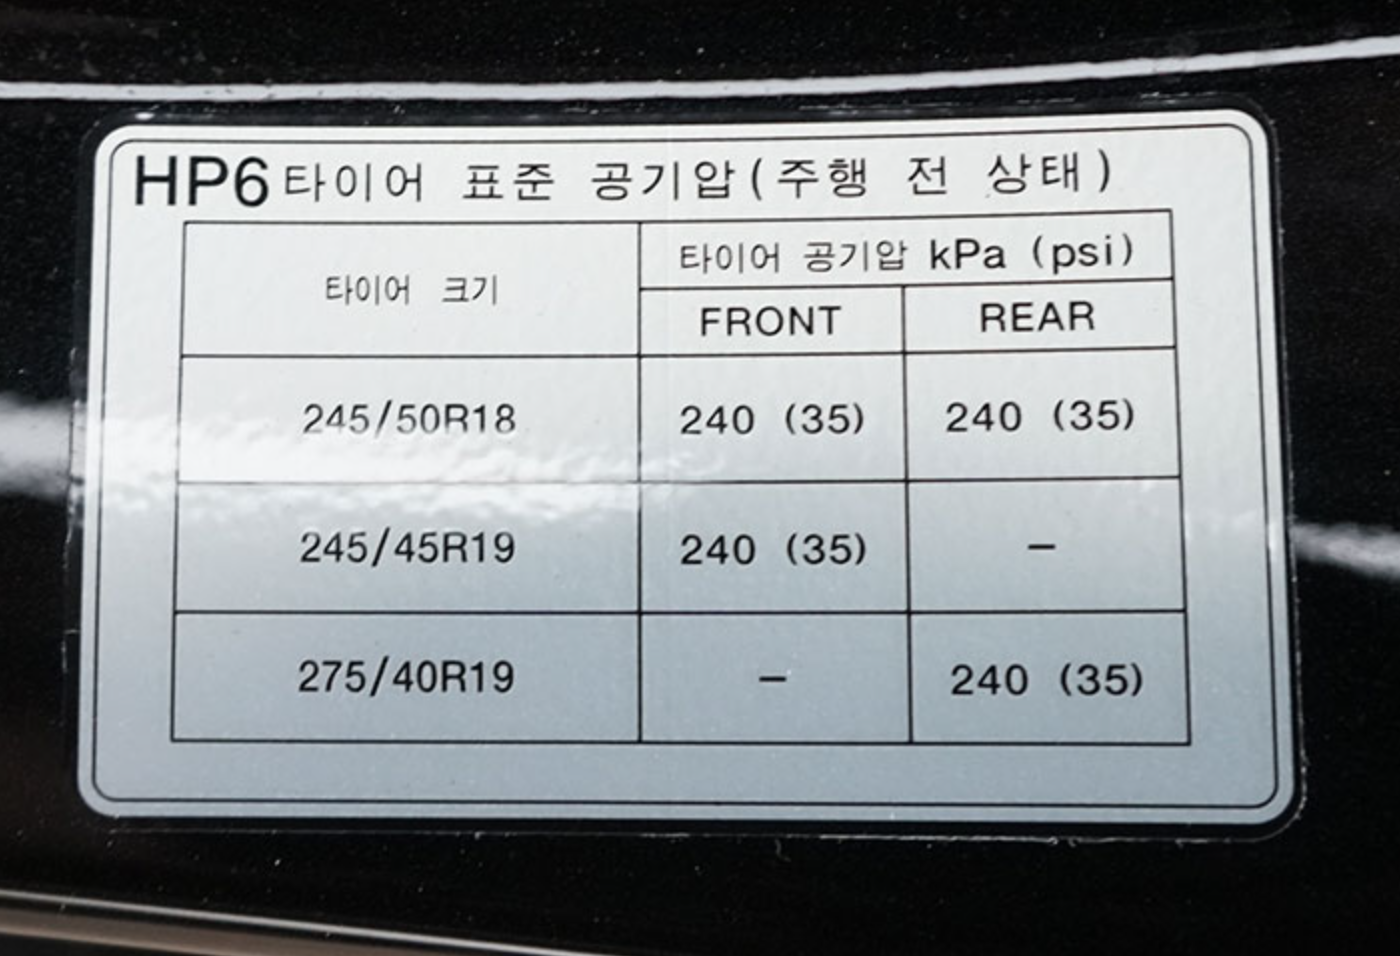 HP6 타이어 표준 공기압(주행 전 상태)
타이어 크기 타이어 공기압 kPa (psi)
FRONT REAR
245/50R18 240 (35) 240 (35)
245/45R19 240 (35) -
275/40R19 - 240 (35)